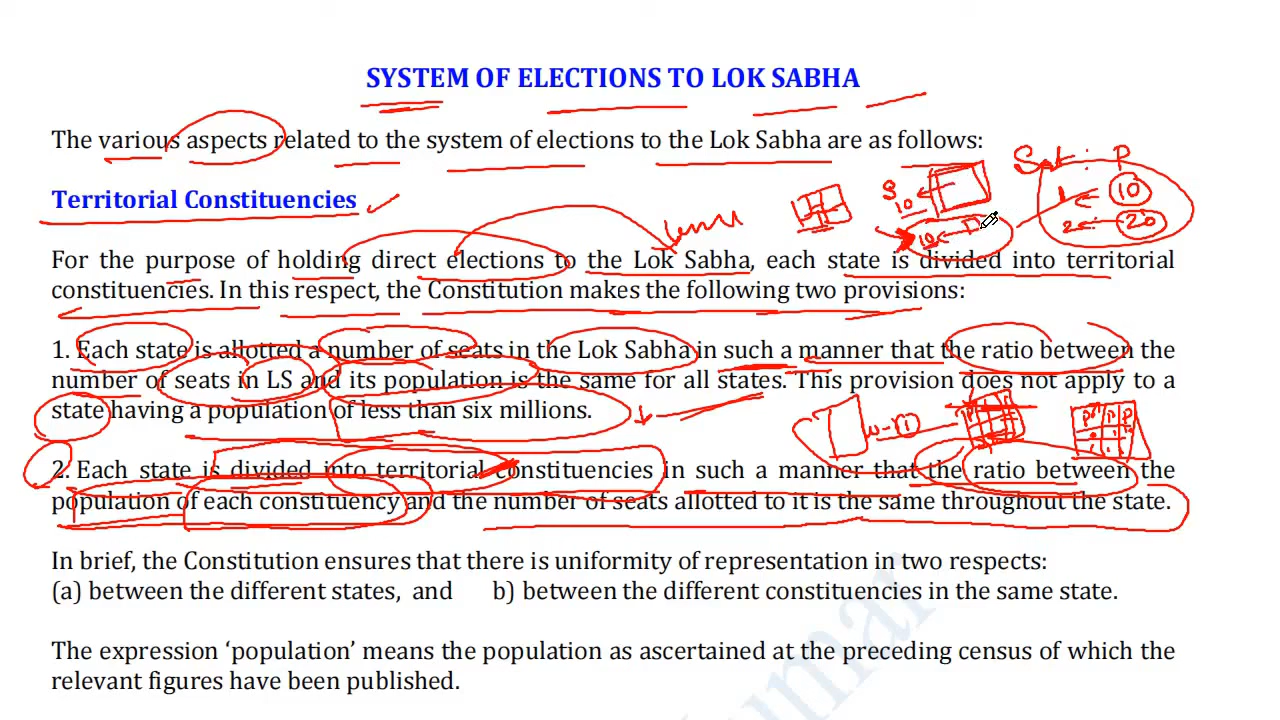 SYSTEM OF ELECTIONS TO LOK SABHA
The various aspects related to the system of elections to the Lok Sabha are as follows:
Territorial Constituencies
For the purpose of holding direct elections to the Lok Sabha, each state is divided into territorial
constituencies. In this respect, the Constitution makes the following two provisions:
1. Each state is allotted a number of seats in the Lok Sabha in such a manner that the ratio between the
number of seats in LS and its population is the same for all states. This provision does not apply to a
state having a population of less than six millions.
2. Each state is divided into territorial constituencies in such a manner that the ratio between the
population of each constituency and the number of seats allotted to it is the same throughout the state.
In brief, the Constitution ensures that there is uniformity of representation in two respects:
(a) between the different states, and b) between the different constituencies in the same state.
The expression ‘population’ means the population as ascertained at the preceding census of which the
relevant figures have been published.
S 10
P
1 10
2 20